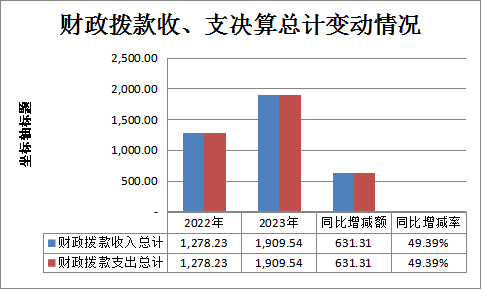 财政拨款收、支决算总计变动情况
坐标轴标题
2,500.00
2,000.00
1,500.00
1,000.00
500.00
-
2022年 2023年 同比增减额 同比增减率
财政拨款收入总计 1,278.23 1,909.54 631.31 49.39%
财政拨款支出总计 1,278.23 1,909.54 631.31 49.39%